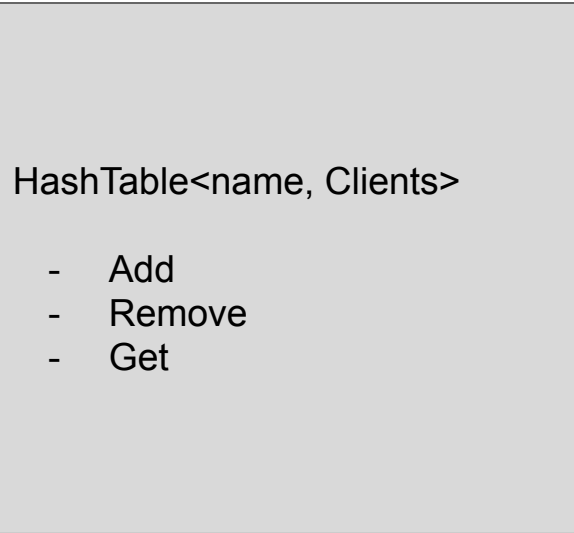 HashTable<name, Clients>
- Add
- Remove
- Get